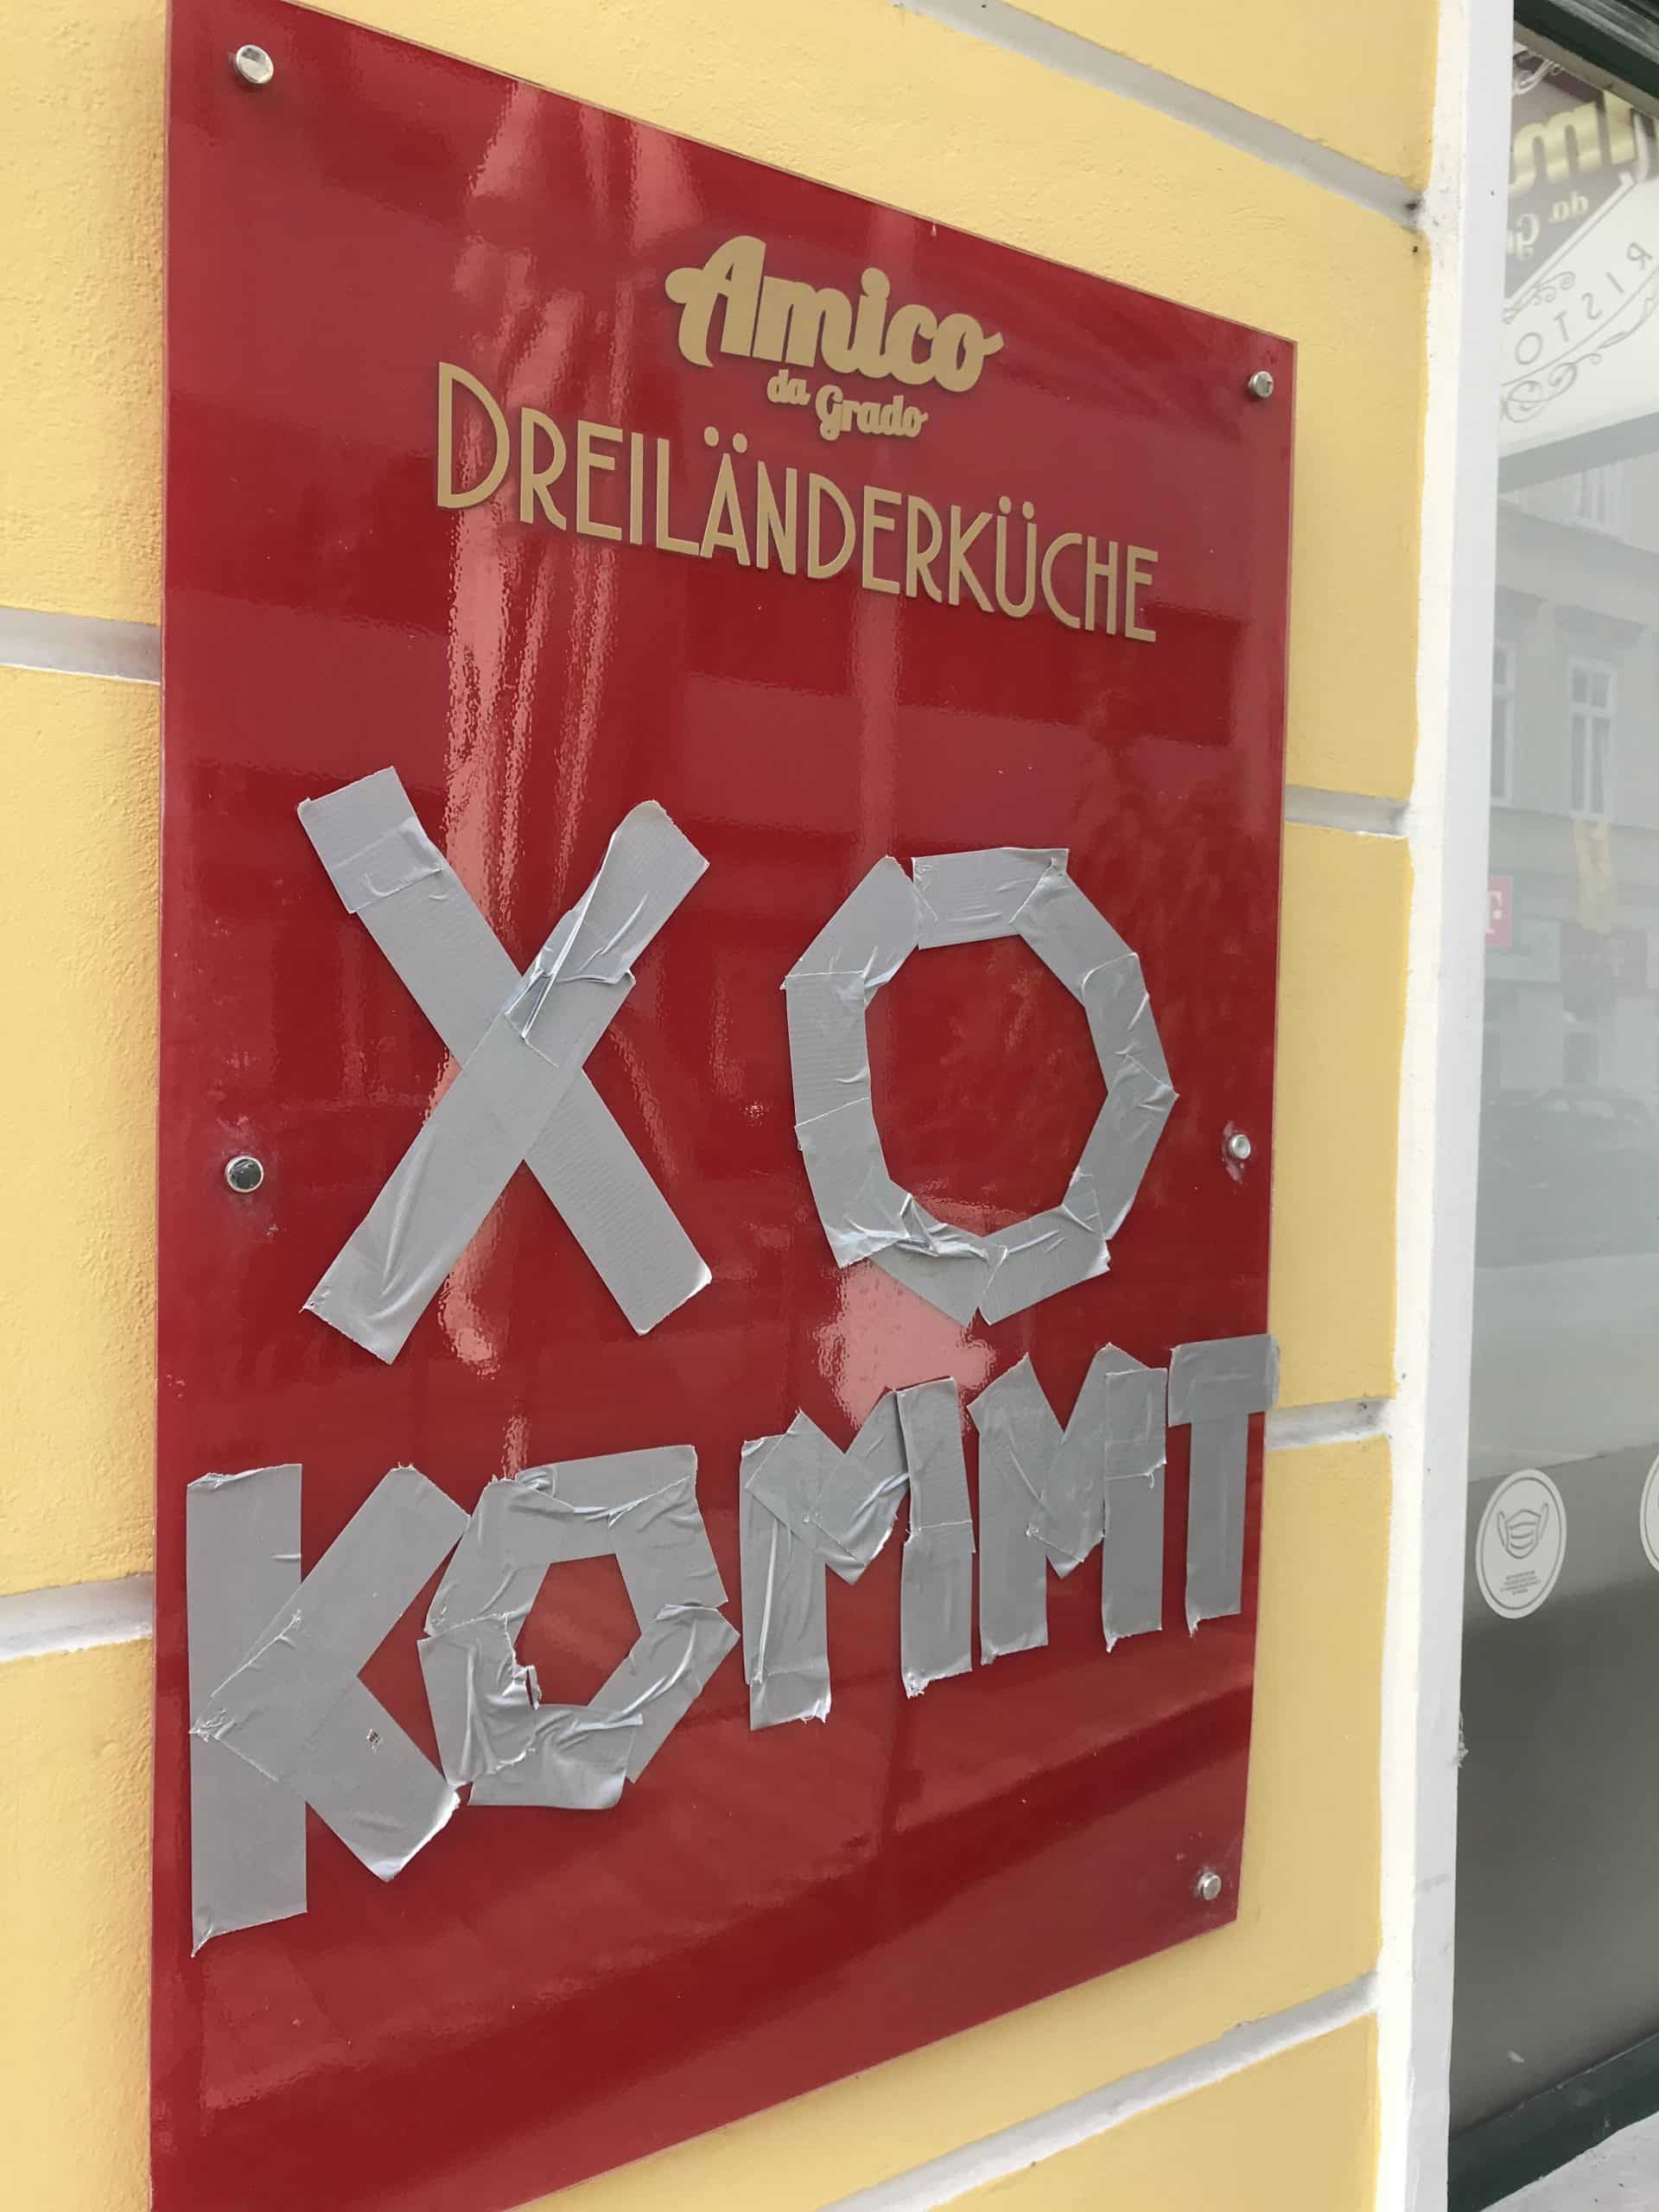 Amico
da Grado
DREILÄNDERKÜCHE
XO
KOMMT